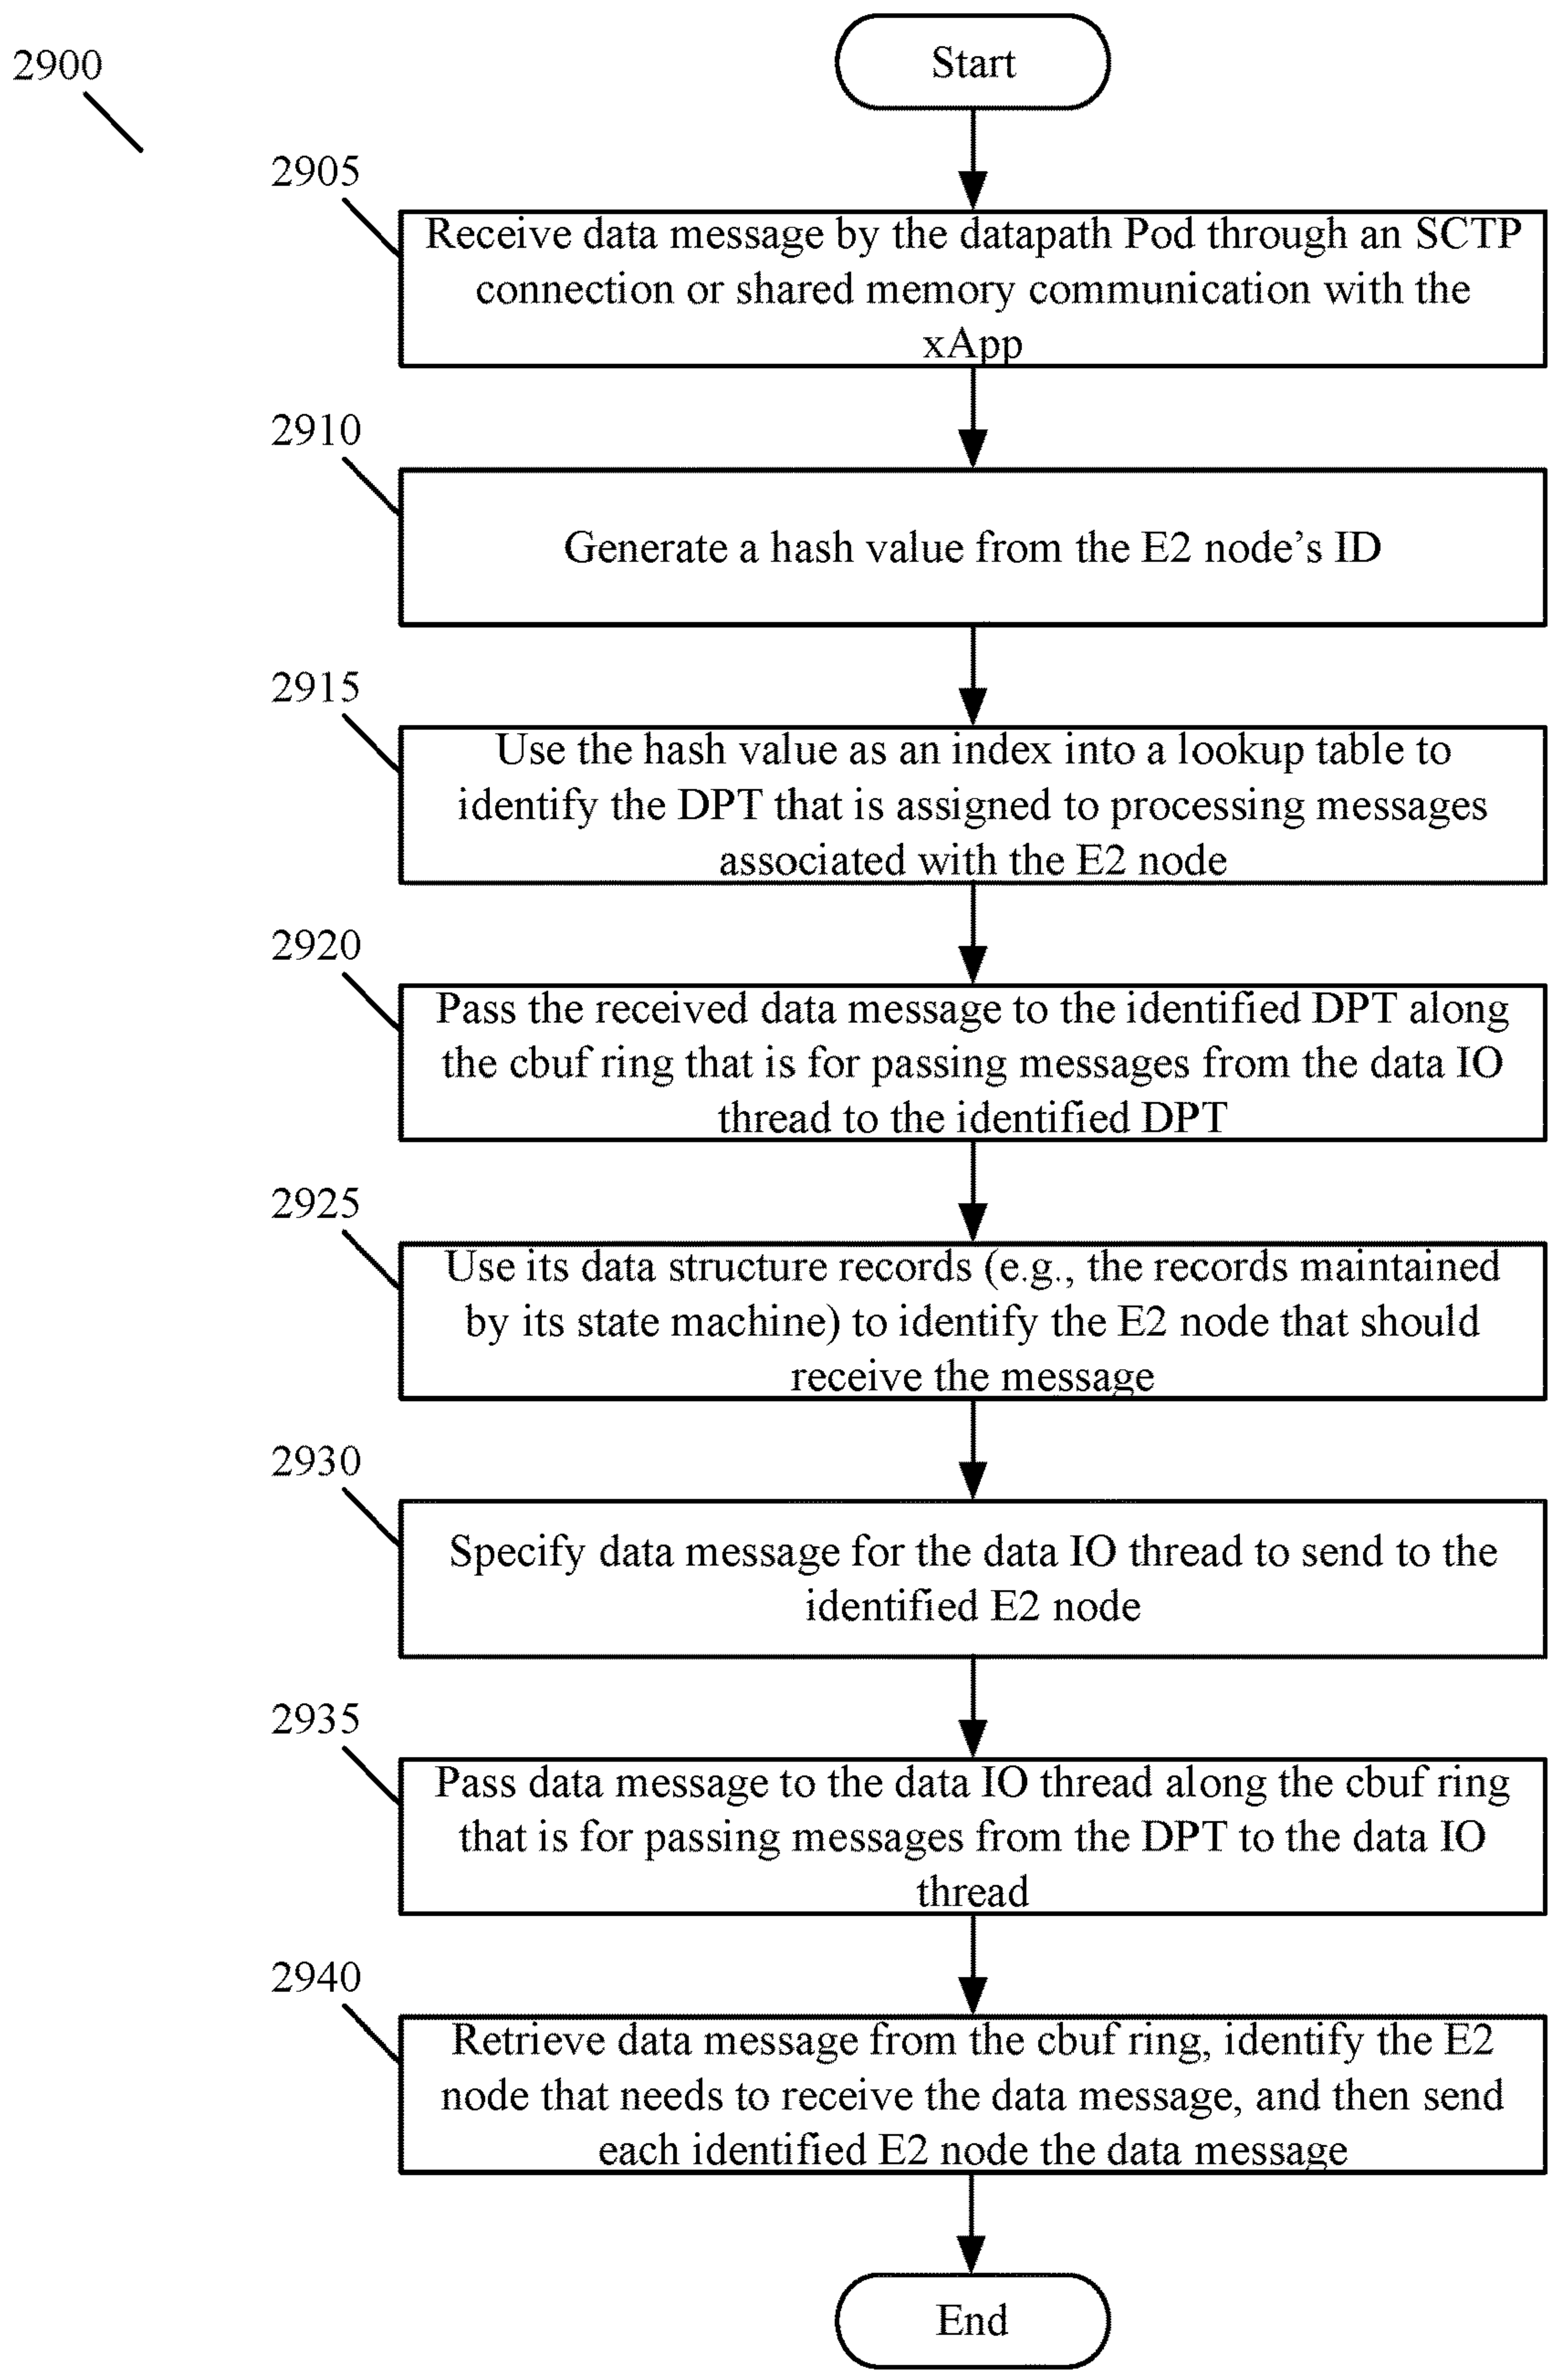 2900
Start
2905
Receive data message by the datapath Pod through an SCTP
connection or shared memory communication with the
xApp
2910
Generate a hash value from the E2 node’s ID
2915
Use the hash value as an index into a lookup table to
identify the DPT that is assigned to processing messages
associated with the E2 node
2920
Pass the received data message to the identified DPT along
the cbuf ring that is for passing messages from the data IO
thread to the identified DPT
2925
Use its data structure records (e.g., the records maintained
by its state machine) to identify the E2 node that should
receive the message
2930
Specify data message for the data IO thread to send to the
identified E2 node
2935
Pass data message to the data IO thread along the cbuf ring
that is for passing messages from the DPT to the data IO
thread
2940
Retrieve data message from the cbuf ring, identify the E2
node that needs to receive the data message, and then send
each identified E2 node the data message
End